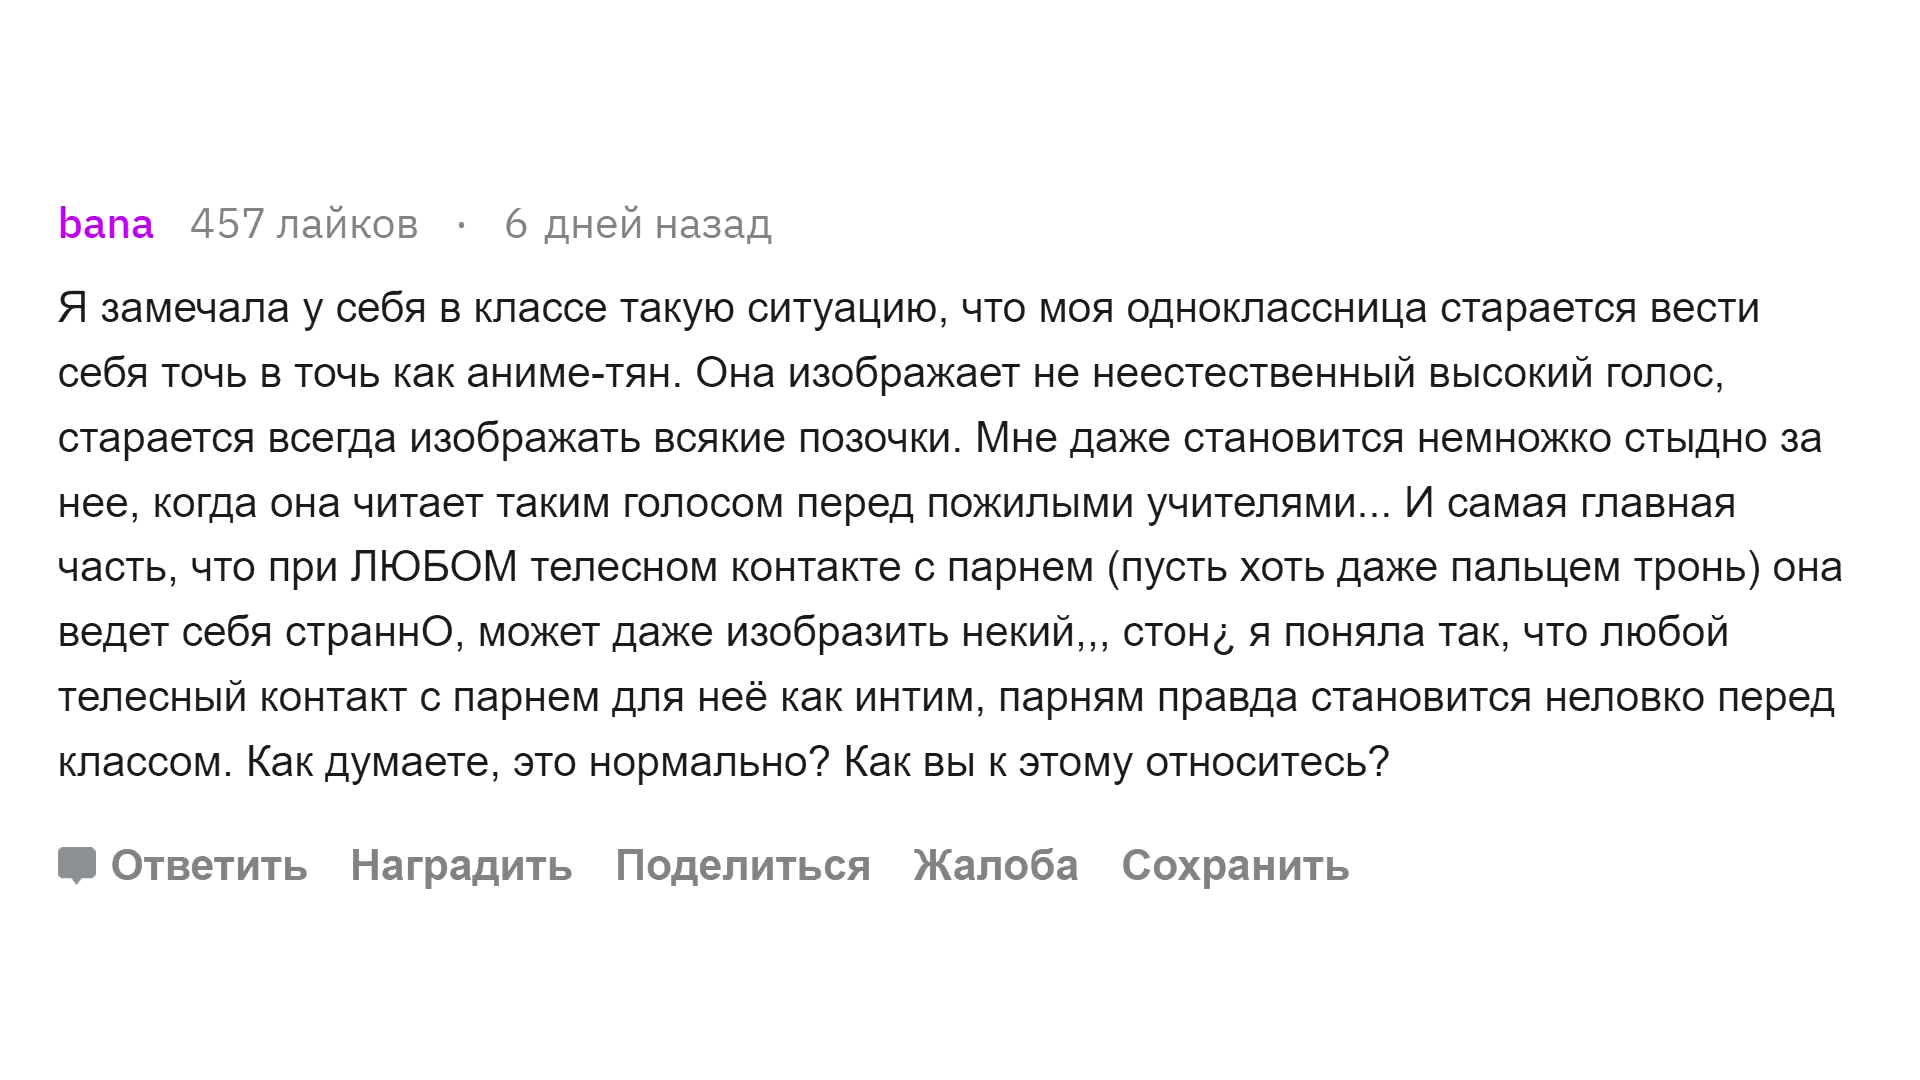 bana 457 лайков · 6 дней назад
Я замечала у себя в классе такую ситуацию, что моя одноклассница старается вести
себя точь в точь как аниме-тян. Она изображает не неестественный высокий голос,
старается всегда изображать всякие позочки. Мне даже становится немножко стыдно за
нее, когда она читает таким голосом перед пожилыми учителями... И самая главная
часть, что при ЛЮБОМ телесном контакте с парнем (пусть хоть даже пальцем тронь) она
ведет себя страннО, может даже изобразить некий,,, стон¿ я поняла так, что любой
телесный контакт с парнем для неё как интим, парням правда становится неловко перед
классом. Как думаете, это нормально? Как вы к этому относитесь?
Ответить Наградить Поделиться Жалоба Сохранить